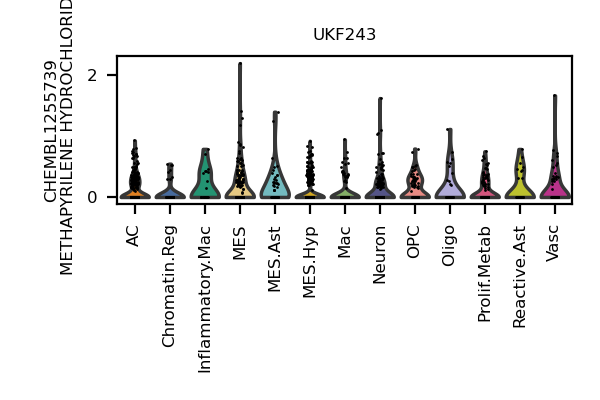 UKF243
CHEMBL1255739
METHAPYRILENE HYDROCHLORID
2
0
AC
Chromatin.Reg
Inflammatory.Mac
MES
MES.Ast
MES.Hyp
Mac
Neuron
OPC
Oligo
Prolif.Metab
Reactive.Ast
Vasc